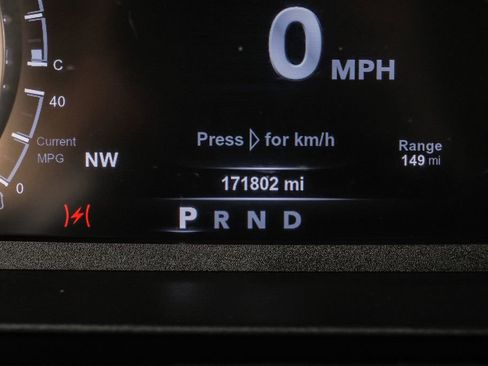 0 MPH
C
40
Current
MPG
NW
0
Press ▷ for km/h
Range
149 mi
171802 mi
P R N D